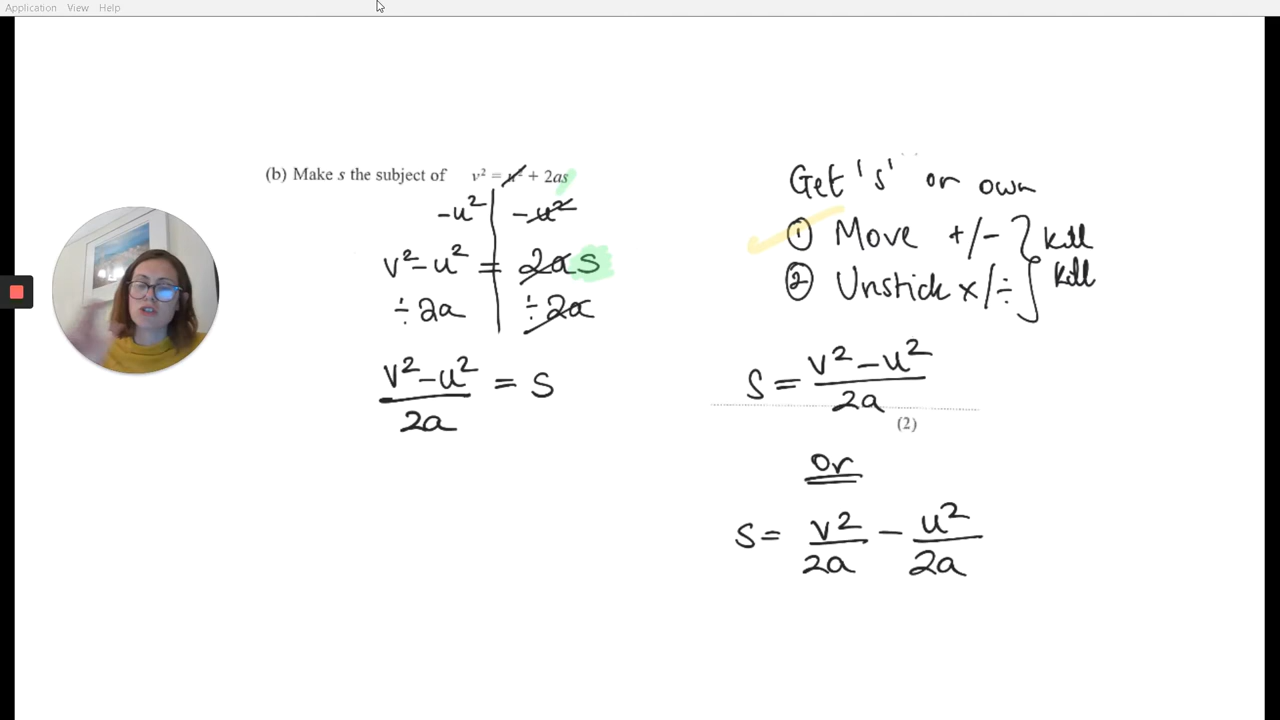 Application View Help
(b) Make s the subject of v² = u² + 2as
-u² -u²
v²-u² = 2as
÷2a ÷2a
v²-u² / 2a = s
Get 's' or own
① Move +/- } kill
② Unstick x/÷ } kill
s = v²-u² / 2a
(2)
or
s = v²/2a - u²/2a